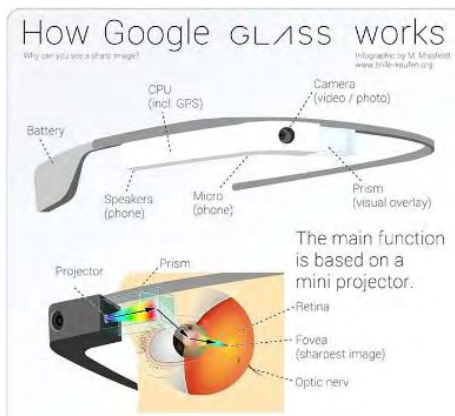 How Google GLASS works
Why can you see a sharp image?
Infographic by M. Missfeldt
www.brille-kaufen.org
CPU
(incl. GPS)
Camera
(video / photo)
Battery
Speakers
(phone)
Micro
(phone)
Prism
(visual overlay)
The main function
is based on a
mini projector.
Projector
Prism
Retina
Fovea
(sharpest image)
Optic nerv